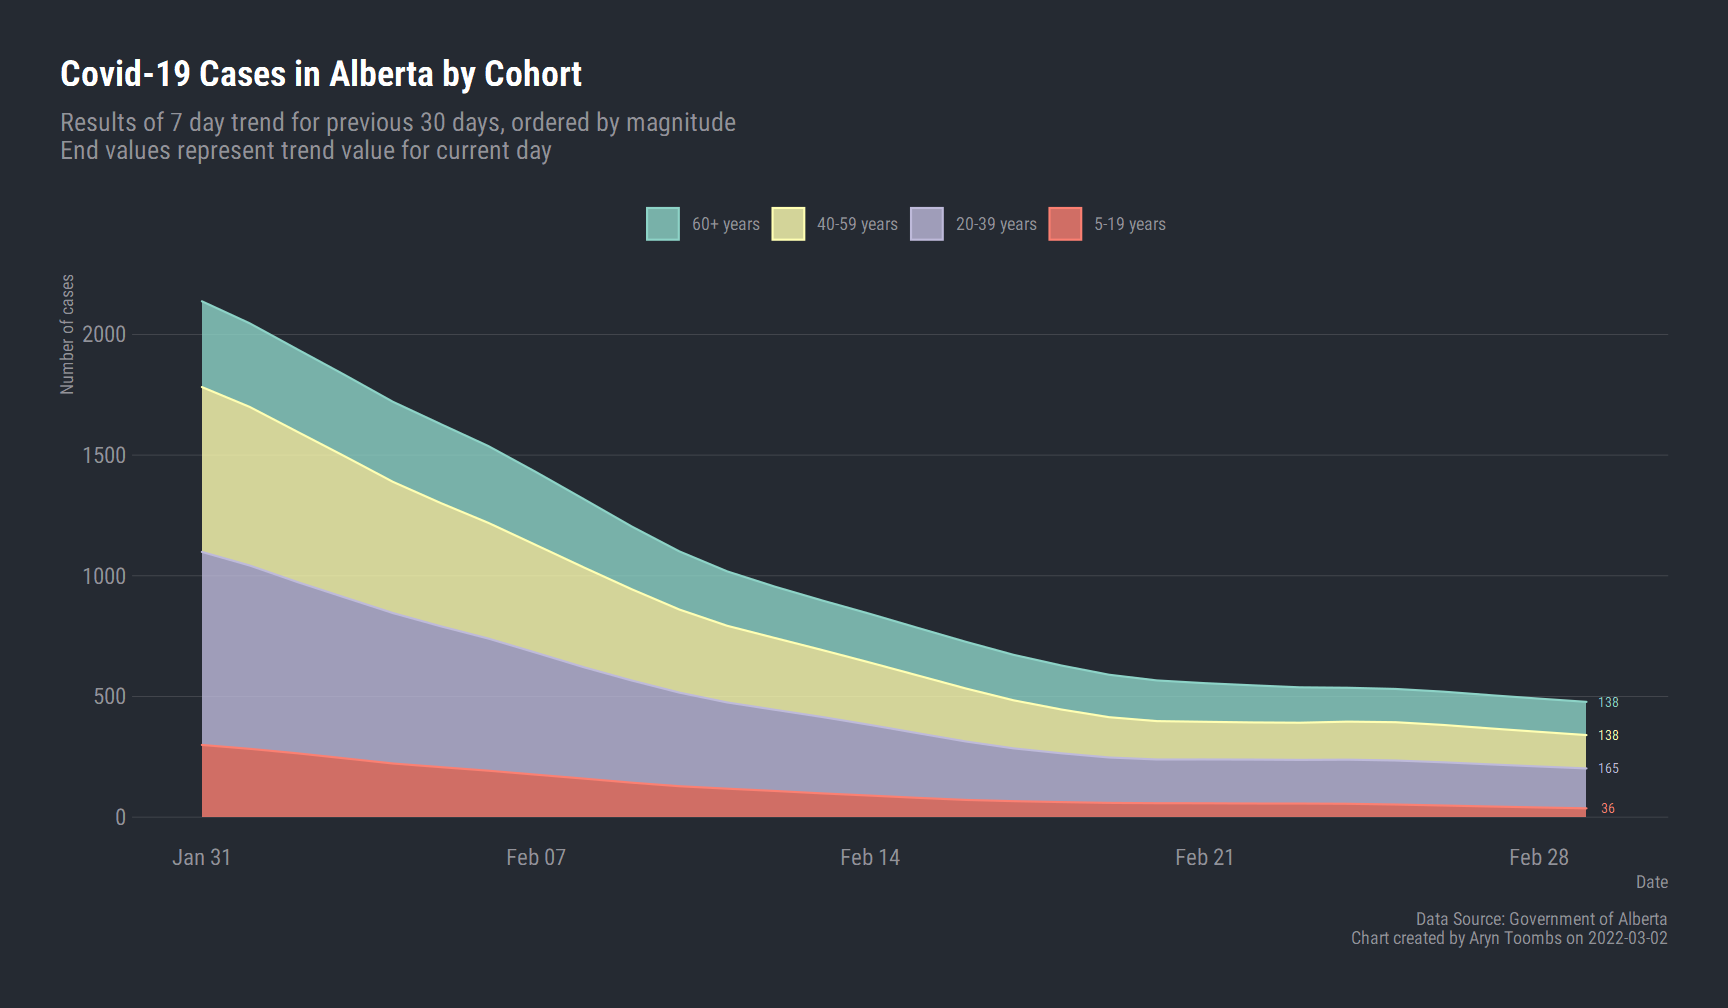 Covid-19 Cases in Alberta by Cohort
Results of 7 day trend for previous 30 days, ordered by magnitude
End values represent trend value for current day
60+ years 40-59 years 20-39 years 5-19 years
Number of cases
2000
1500
1000
500
0
138
138
165
36
Jan 31 Feb 07 Feb 14 Feb 21 Feb 28
Date
Data Source: Government of Alberta
Chart created by Aryn Toombs on 2022-03-02